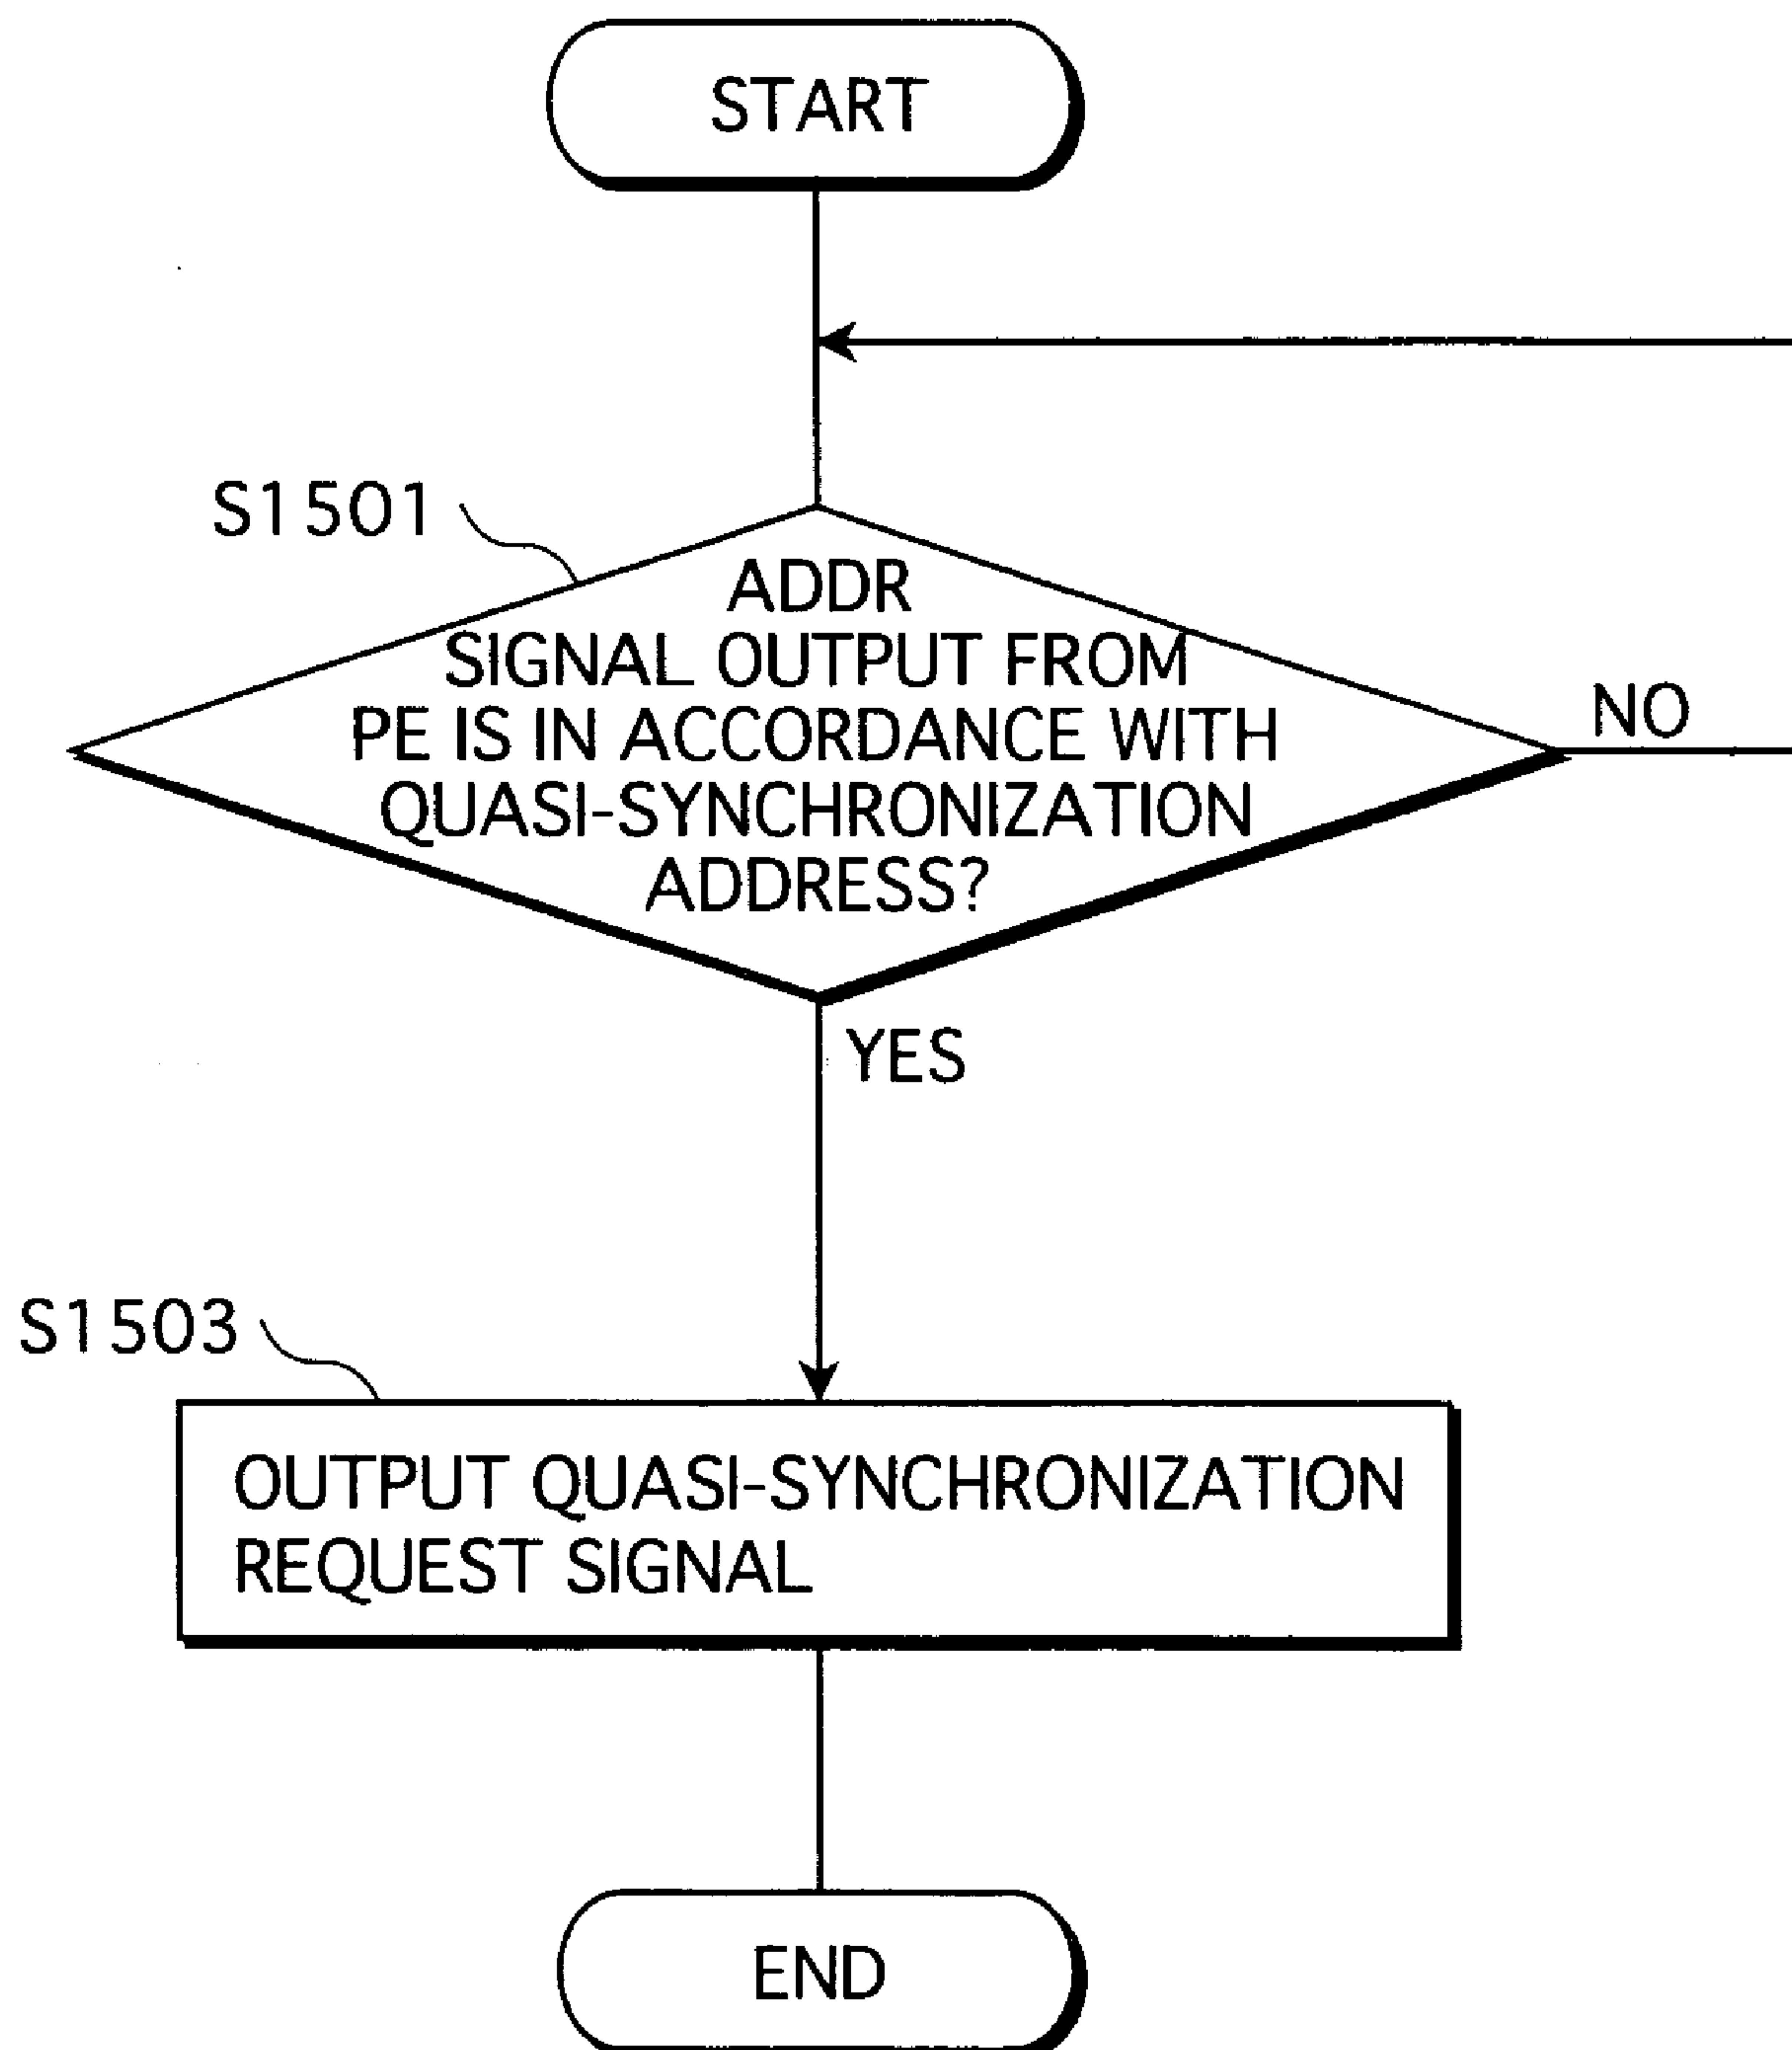 START
S1501
ADDR
SIGNAL OUTPUT FROM
PE IS IN ACCORDANCE WITH
QUASI-SYNCHRONIZATION
ADDRESS?
NO
YES
S1503
OUTPUT QUASI-SYNCHRONIZATION
REQUEST SIGNAL
END